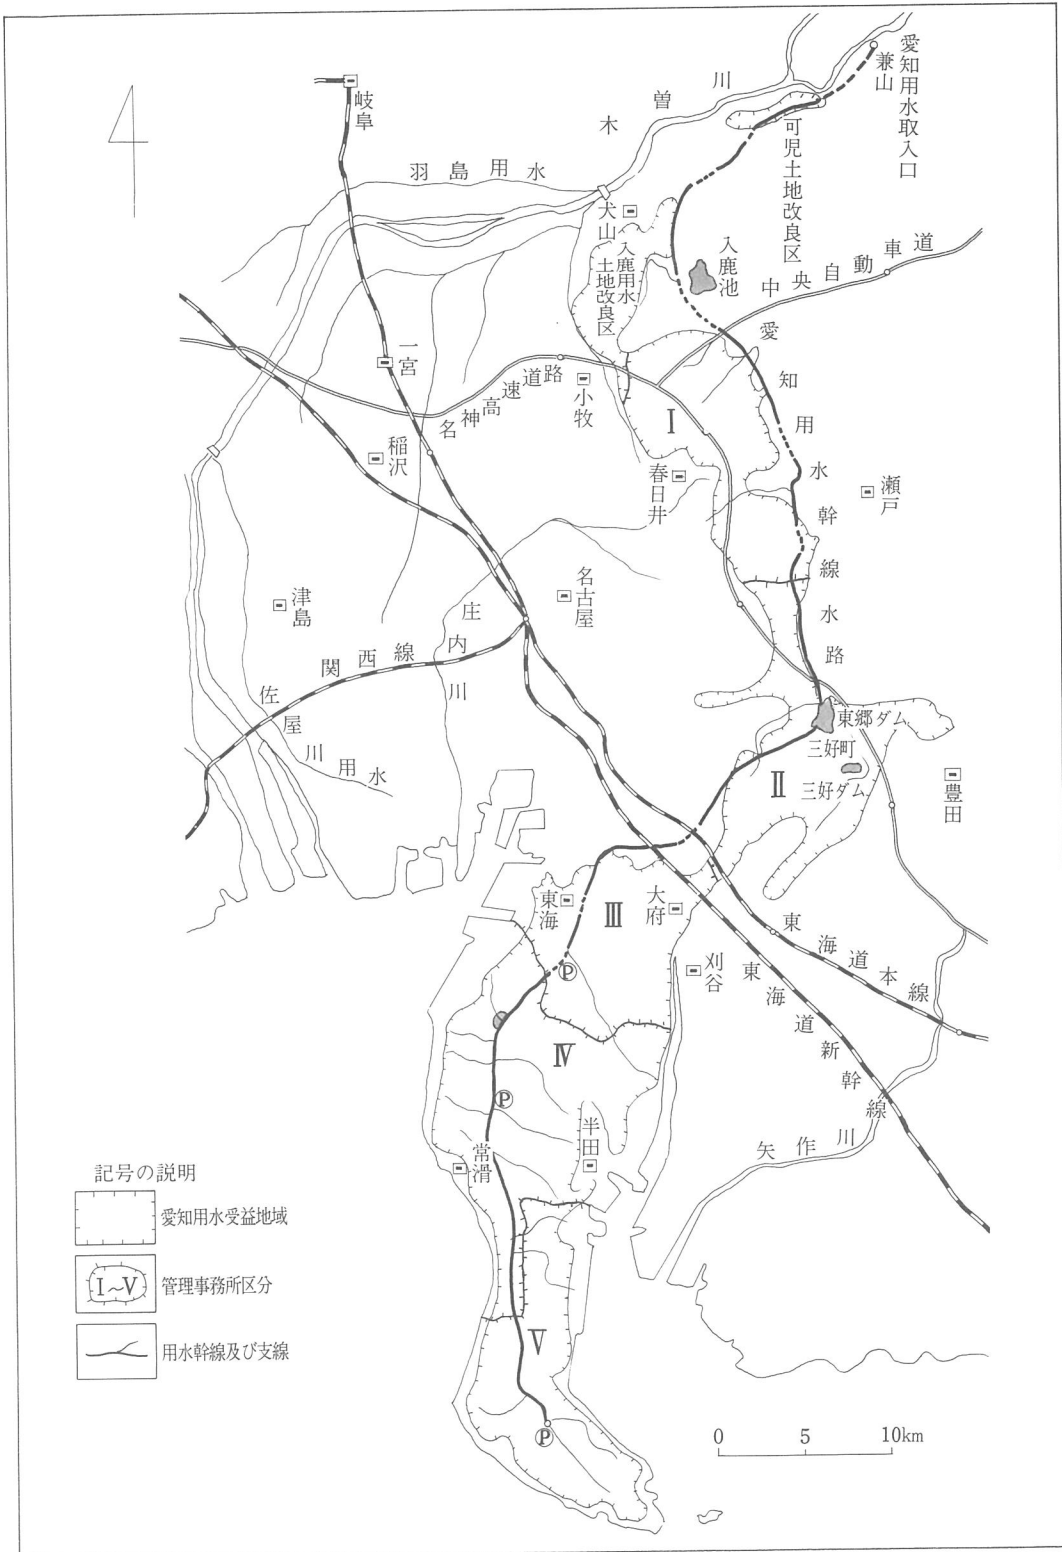 愛知用水取入口
兼山
岐阜
木曽川
羽島用水
可児土地改良区
犬山
入鹿用水
土地改良区
入鹿池
中央自動車道
一宮
名神高速道路
小牧
愛知用水幹線水路
Ⅰ
稲沢
春日井
瀬戸
名古屋
津島
庄内川
関西線
佐屋川用水
東郷ダム
三好町
三好ダム
Ⅱ
豊田
東海
Ⅲ
大府
刈谷
東海道本線
東海道新幹線
Ⓟ
Ⅳ
Ⓟ
半田
矢作川
常滑
Ⅴ
Ⓟ
記号の説明
愛知用水受益地域
Ⅰ~Ⅴ
管理事務所区分
用水幹線及び支線
0 5 10km